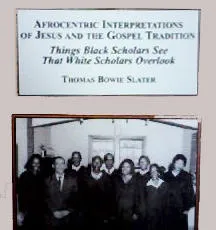 AFROCENTRIC INTERPRETATIONS
OF JESUS AND THE GOSPEL TRADITION
Things Black Scholars See
That White Scholars Overlook
THOMAS BOWIE SLATER